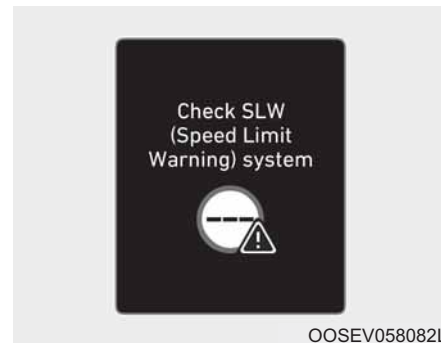 Check SLW
(Speed Limit
Warning) system
---
OOSEV058082L